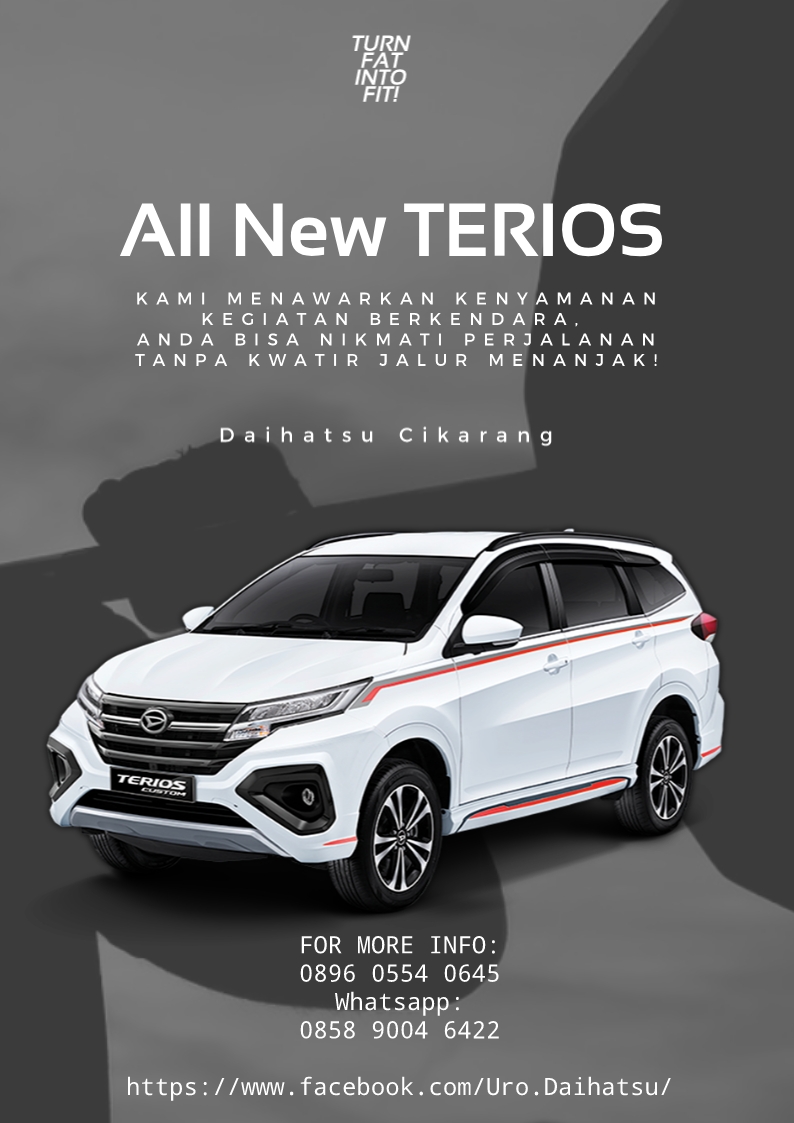 TURN
FAT
INTO
FIT!
All New TERIOS
KAMI MENAWARKAN KENYAMANAN
KEGIATAN BERKENDARA,
ANDA BISA NIKMATI PERJALANAN
TANPA KWATIR JALUR MENANJAK!
Daihatsu Cikarang
TERIOS
CUSTOM
FOR MORE INFO:
0896 0554 0645
Whatsapp:
0858 9004 6422
https://www.facebook.com/Uro.Daihatsu/